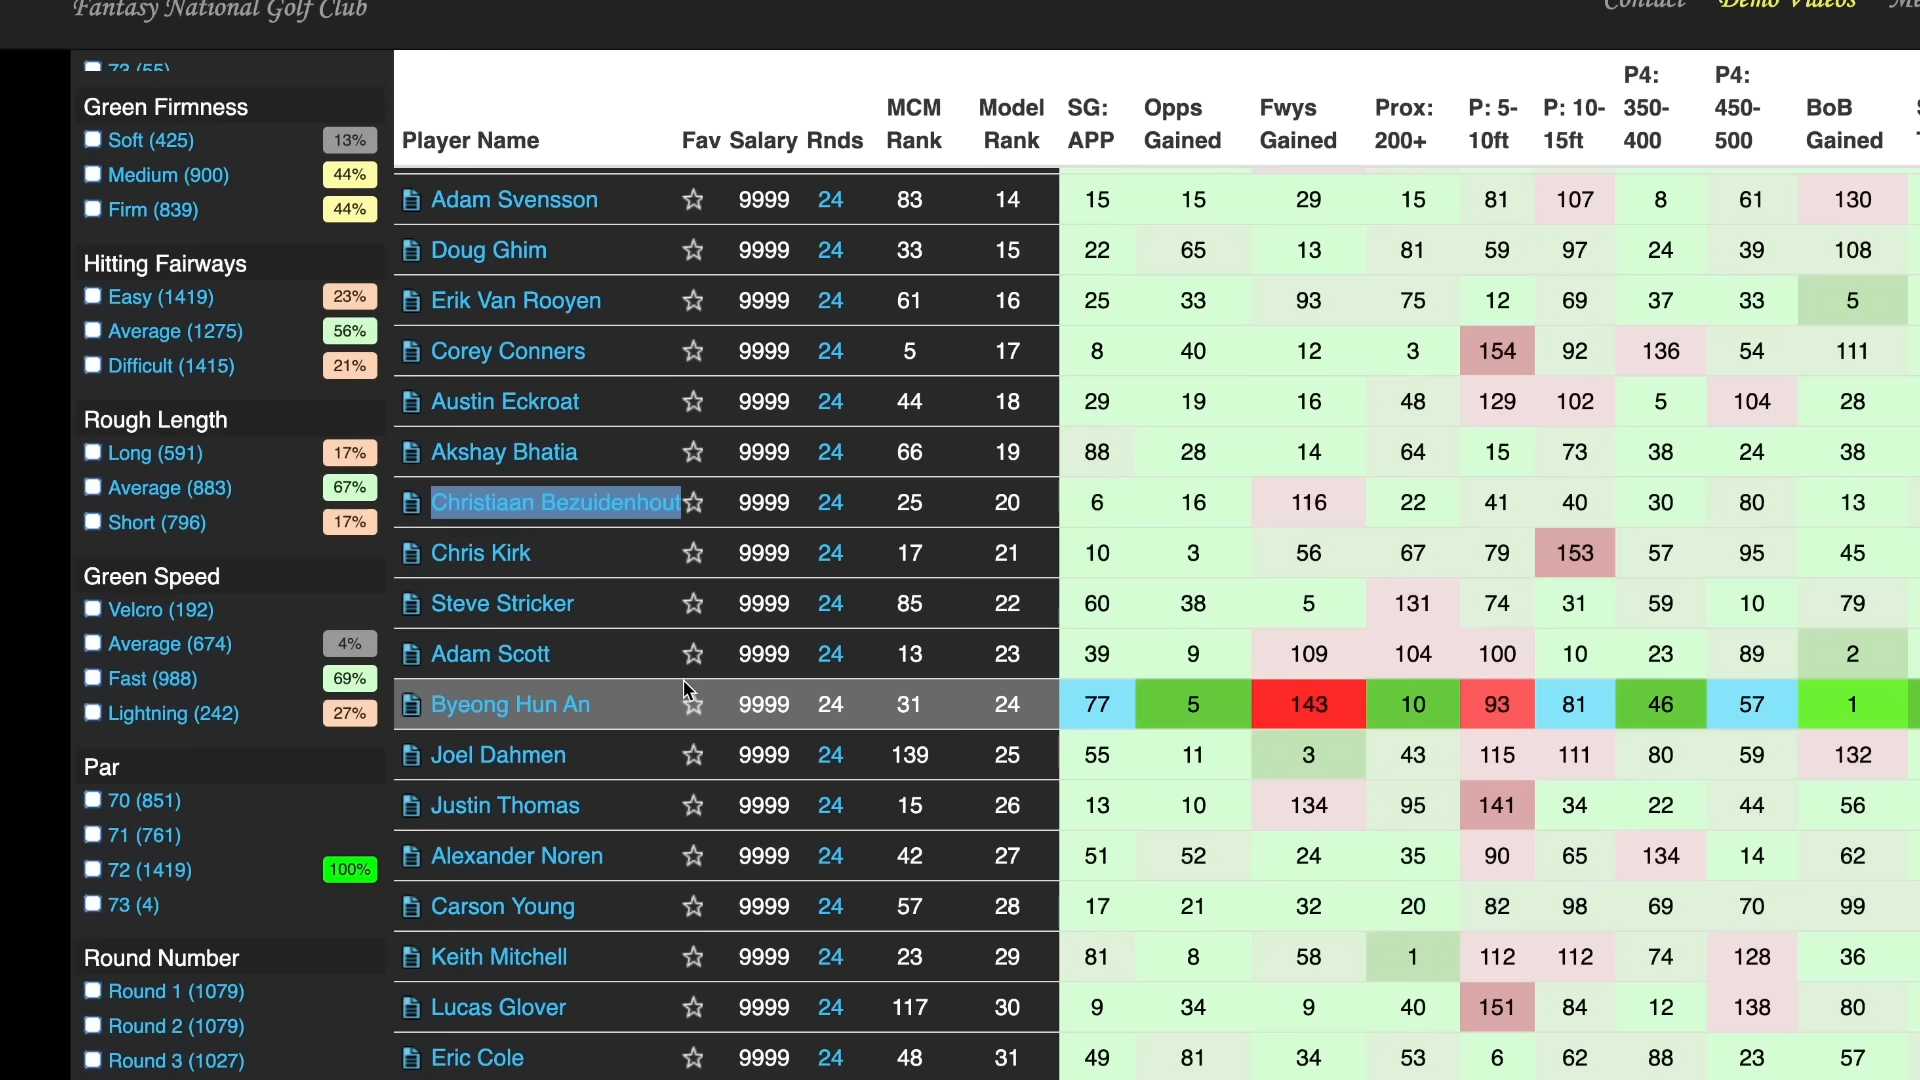 Fantasy National Golf Club
Contact Demo Videos
73 (55)
Green Firmness
Soft (425) 13%
Medium (900) 44%
Firm (839) 44%
Hitting Fairways
Easy (1419) 23%
Average (1275) 56%
Difficult (1415) 21%
Rough Length
Long (591) 17%
Average (883) 67%
Short (796) 17%
Green Speed
Velcro (192)
Average (674) 4%
Fast (988) 69%
Lightning (242) 27%
Par
70 (851)
71 (761)
72 (1419) 100%
73 (4)
Round Number
Round 1 (1079)
Round 2 (1079)
Round 3 (1027)
Player Name Fav Salary Rnds MCM Rank Model Rank SG: APP Opps Gained Fwys Gained Prox: 200+ P: 5-10ft P: 10-15ft P4: 350-400 P4: 450-500 BoB Gained
Adam Svensson 9999 24 83 14 15 15 29 15 81 107 8 61 130
Doug Ghim 9999 24 33 15 22 65 13 81 59 97 24 39 108
Erik Van Rooyen 9999 24 61 16 25 33 93 75 12 69 37 33 5
Corey Conners 9999 24 5 17 8 40 12 3 154 92 136 54 111
Austin Eckroat 9999 24 44 18 29 19 16 48 129 102 5 104 28
Akshay Bhatia 9999 24 66 19 88 28 14 64 15 73 38 24 38
Christiaan Bezuidenhout 9999 24 25 20 6 16 116 22 41 40 30 80 13
Chris Kirk 9999 24 17 21 10 3 56 67 79 153 57 95 45
Steve Stricker 9999 24 85 22 60 38 5 131 74 31 59 10 79
Adam Scott 9999 24 13 23 39 9 109 104 100 10 23 89 2
Byeong Hun An 9999 24 31 24 77 5 143 10 93 81 46 57 1
Joel Dahmen 9999 24 139 25 55 11 3 43 115 111 80 59 132
Justin Thomas 9999 24 15 26 13 10 134 95 141 34 22 44 56
Alexander Noren 9999 24 42 27 51 52 24 35 90 65 134 14 62
Carson Young 9999 24 57 28 17 21 32 20 82 98 69 70 99
Keith Mitchell 9999 24 23 29 81 8 58 1 112 112 74 128 36
Lucas Glover 9999 24 117 30 9 34 9 40 151 84 12 138 80
Eric Cole 9999 24 48 31 49 81 34 53 6 62 88 23 57